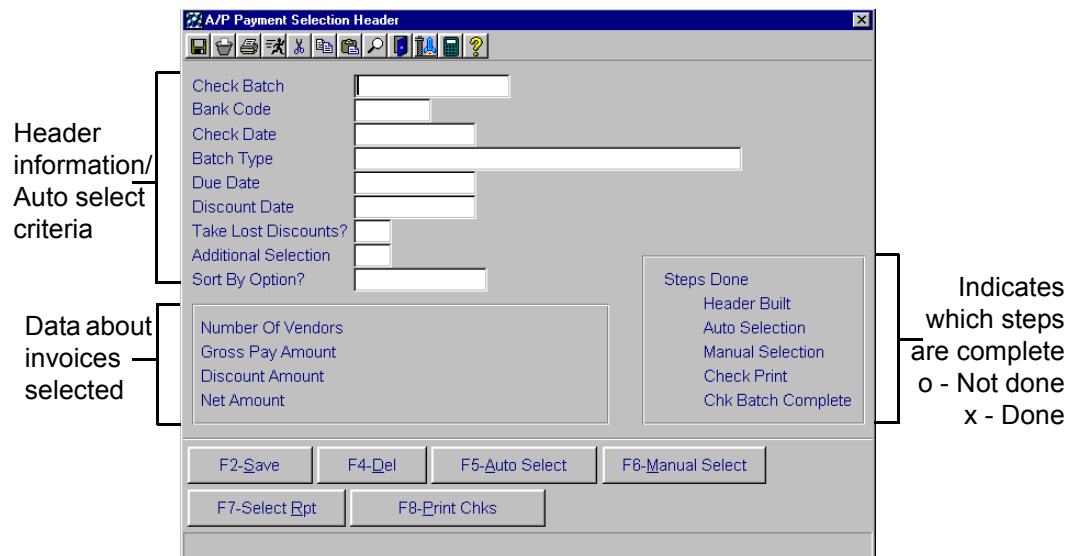 A/P Payment Selection Header
Check Batch
Bank Code
Check Date
Batch Type
Due Date
Discount Date
Take Lost Discounts?
Additional Selection
Sort By Option?
Header
information/
Auto select
criteria
Number Of Vendors
Gross Pay Amount
Discount Amount
Net Amount
Data about
invoices
selected
Steps Done
Header Built
Auto Selection
Manual Selection
Check Print
Chk Batch Complete
Indicates
which steps
are complete
o - Not done
x - Done
F2-Save
F4-Del
F5-Auto Select
F6-Manual Select
F7-Select Rpt
F8-Print Chks